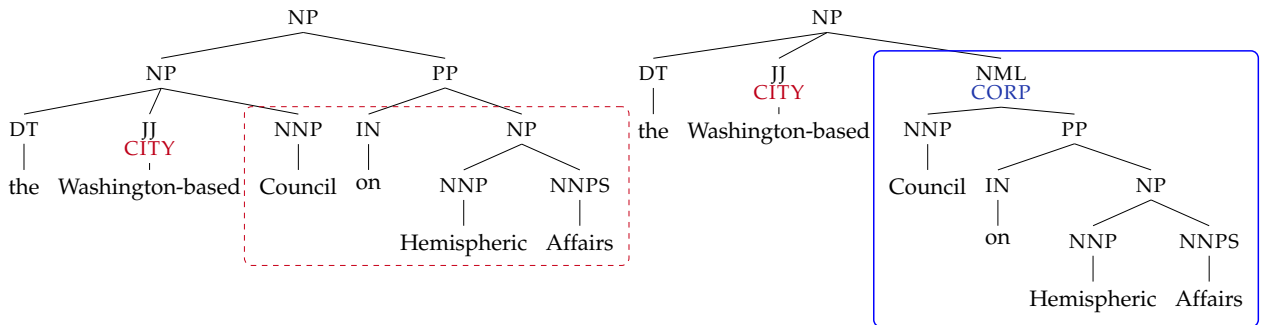 NP NP
NP PP DT JJ NML
CITY CORP
DT JJ NNP IN NP the Washington-based NNP PP
CITY
the Washington-based Council on NNP NNPS Council IN NP
Hemispheric Affairs on NNP NNPS
Hemispheric Affairs